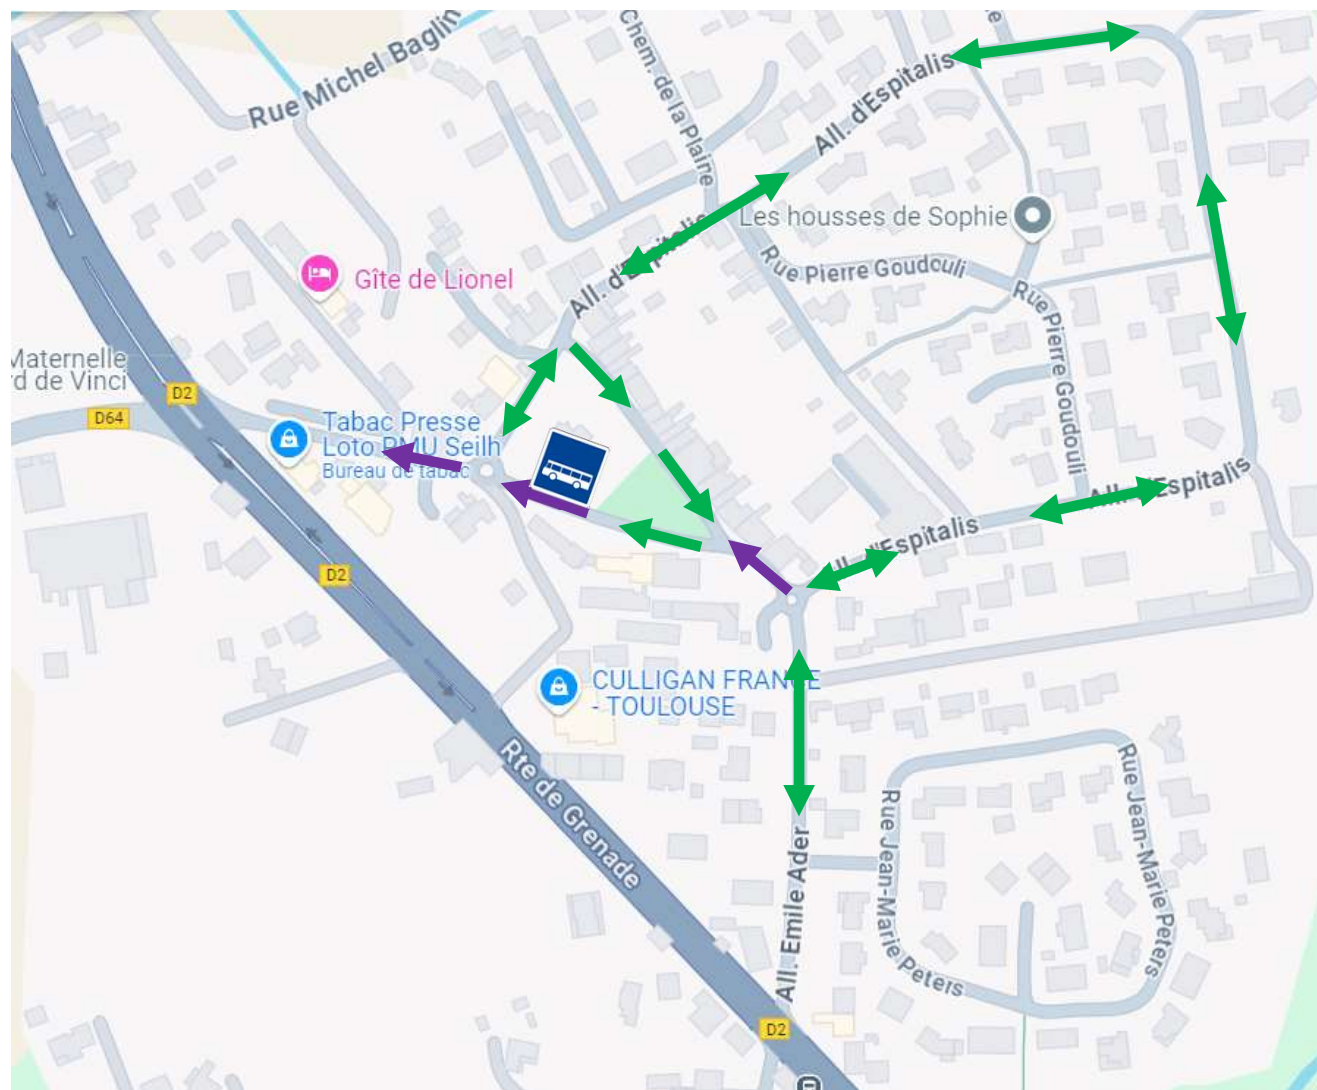 Rue Michel Baglin
Chem. de la Plaine
All. d'Espitalis
Les housses de Sophie
Gîte de Lionel
All. d'Espitalis
Rue Pierre Goudouli
Rue Pierre Goudouli
Maternelle
rd de Vinci
D2
D64
Tabac Presse
Loto PMU Seilh
Bureau de tabac
All. d'Espitalis
All. d'Espitalis
D2
CULLIGAN FRANCE
- TOULOUSE
Rte de Grenade
All. Emile Ader
Rue Jean-Marie Peters
Rue Jean-Marie Peters
D2